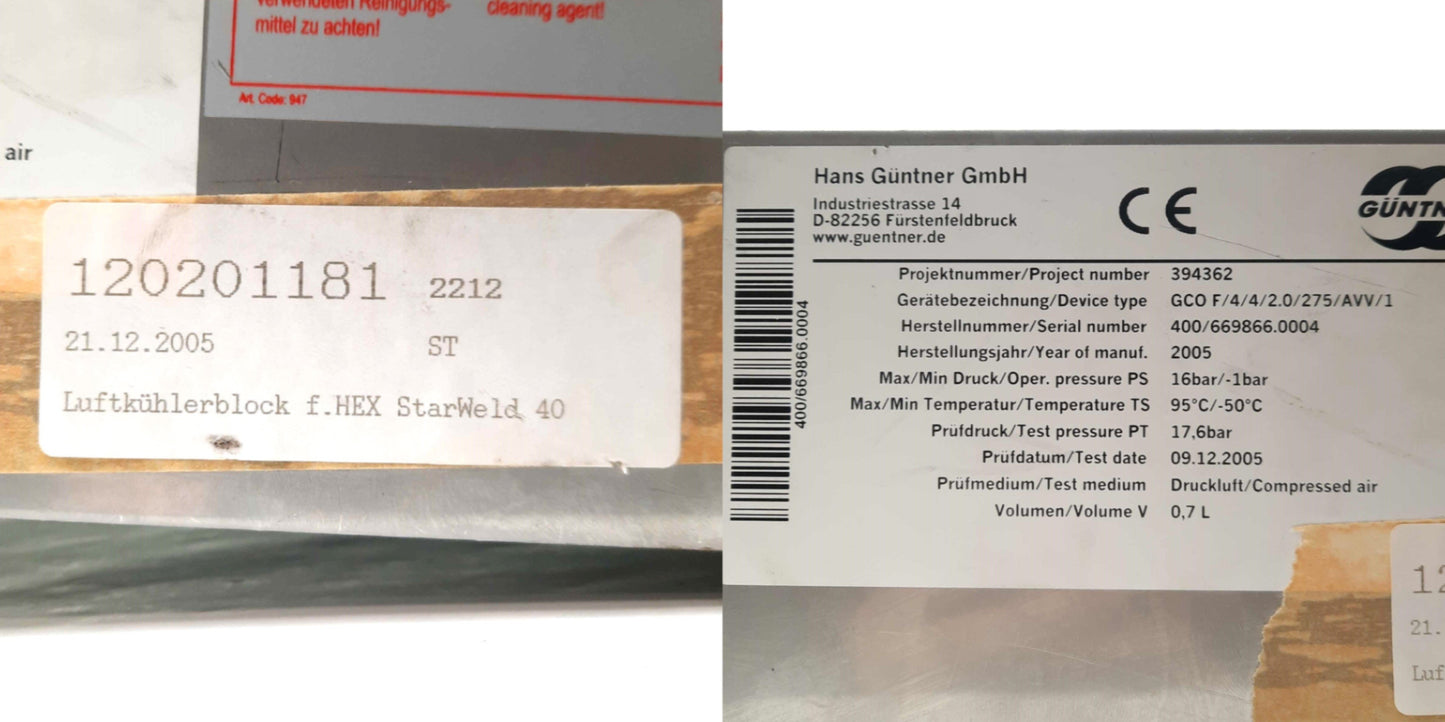 verwendeten Reinigungs-
mittel zu achten!
cleaning agent!
Art. Code: 947
air
120201181 2212
21.12.2005 ST
Luftkühlerblock f.HEX StarWeld 40
Hans Güntner GmbH
Industriestrasse 14
D-82256 Fürstenfeldbruck
www.guentner.de
CE
GÜNTN
400/669866.0004
Projektnummer/Project number 394362
Gerätebezeichnung/Device type GCO F/4/4/2.0/275/AVV/1
Herstellnummer/Serial number 400/669866.0004
Herstellungsjahr/Year of manuf. 2005
Max/Min Druck/Oper. pressure PS 16bar/-1bar
Max/Min Temperatur/Temperature TS 95°C/-50°C
Prüfdruck/Test pressure PT 17,6bar
Prüfdatum/Test date 09.12.2005
Prüfmedium/Test medium Druckluft/Compressed air
Volumen/Volume V 0,7 L
12
21.
Luf